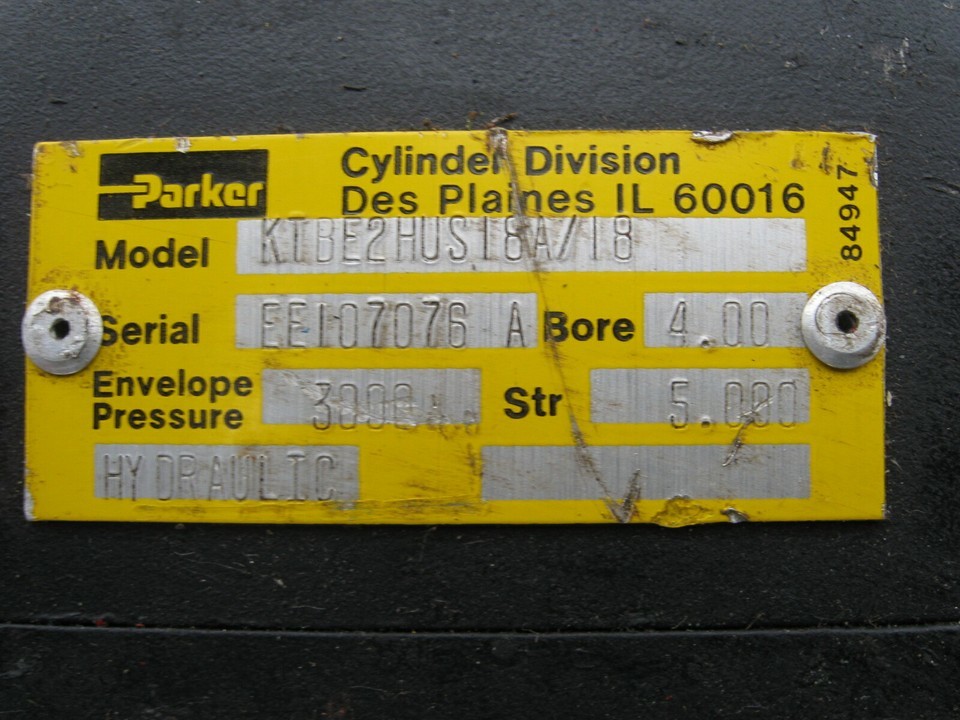 Parker
Cylinder Division
Des Plaines IL 60016
84947
Model KTBE2HUS18A/18
Serial EE107076 A Bore 4.00
Envelope Pressure 3000 Str 5.000
HYDRAULIC